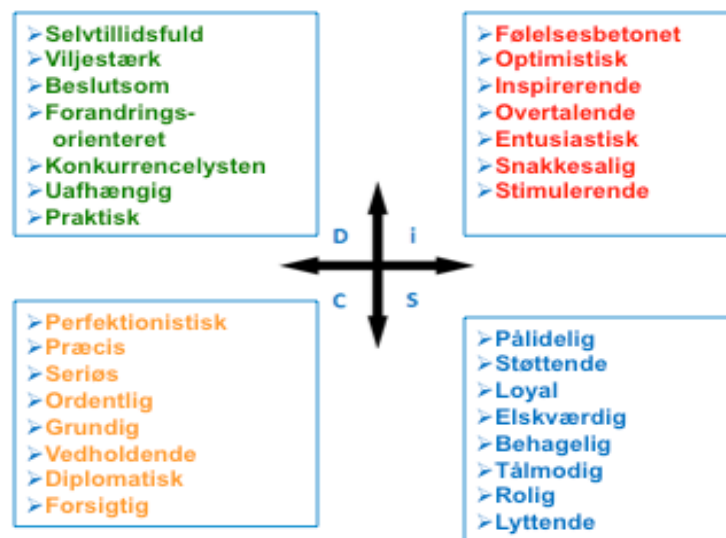 ➢Selvtillidsfuld
➢Viljestærk
➢Beslutsom
➢Forandrings-
orienteret
➢Konkurrencelysten
➢Uafhængig
➢Praktisk
➢Følelsesbetonet
➢Optimistisk
➢Inspirerende
➢Overtalende
➢Entusiastisk
➢Snakkesalig
➢Stimulerende
D i
C S
➢Perfektionistisk
➢Præcis
➢Seriøs
➢Ordentlig
➢Grundig
➢Vedholdende
➢Diplomatisk
➢Forsigtig
➢Pålidelig
➢Støttende
➢Loyal
➢Elskværdig
➢Behagelig
➢Tålmodig
➢Rolig
➢Lyttende